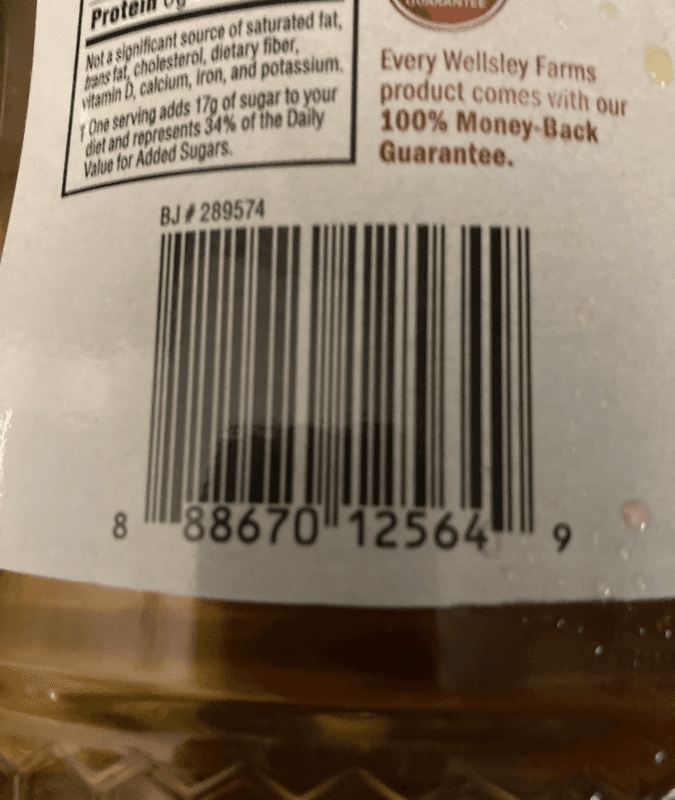 Protein 0g
Not a significant source of saturated fat,
trans fat, cholesterol, dietary fiber,
vitamin D, calcium, iron, and potassium.
† One serving adds 17g of sugar to your
diet and represents 34% of the Daily
Value for Added Sugars.
GUARANTEE
Every Wellsley Farms
product comes with our
100% Money-Back
Guarantee.
BJ # 289574
8 88670 12564 9